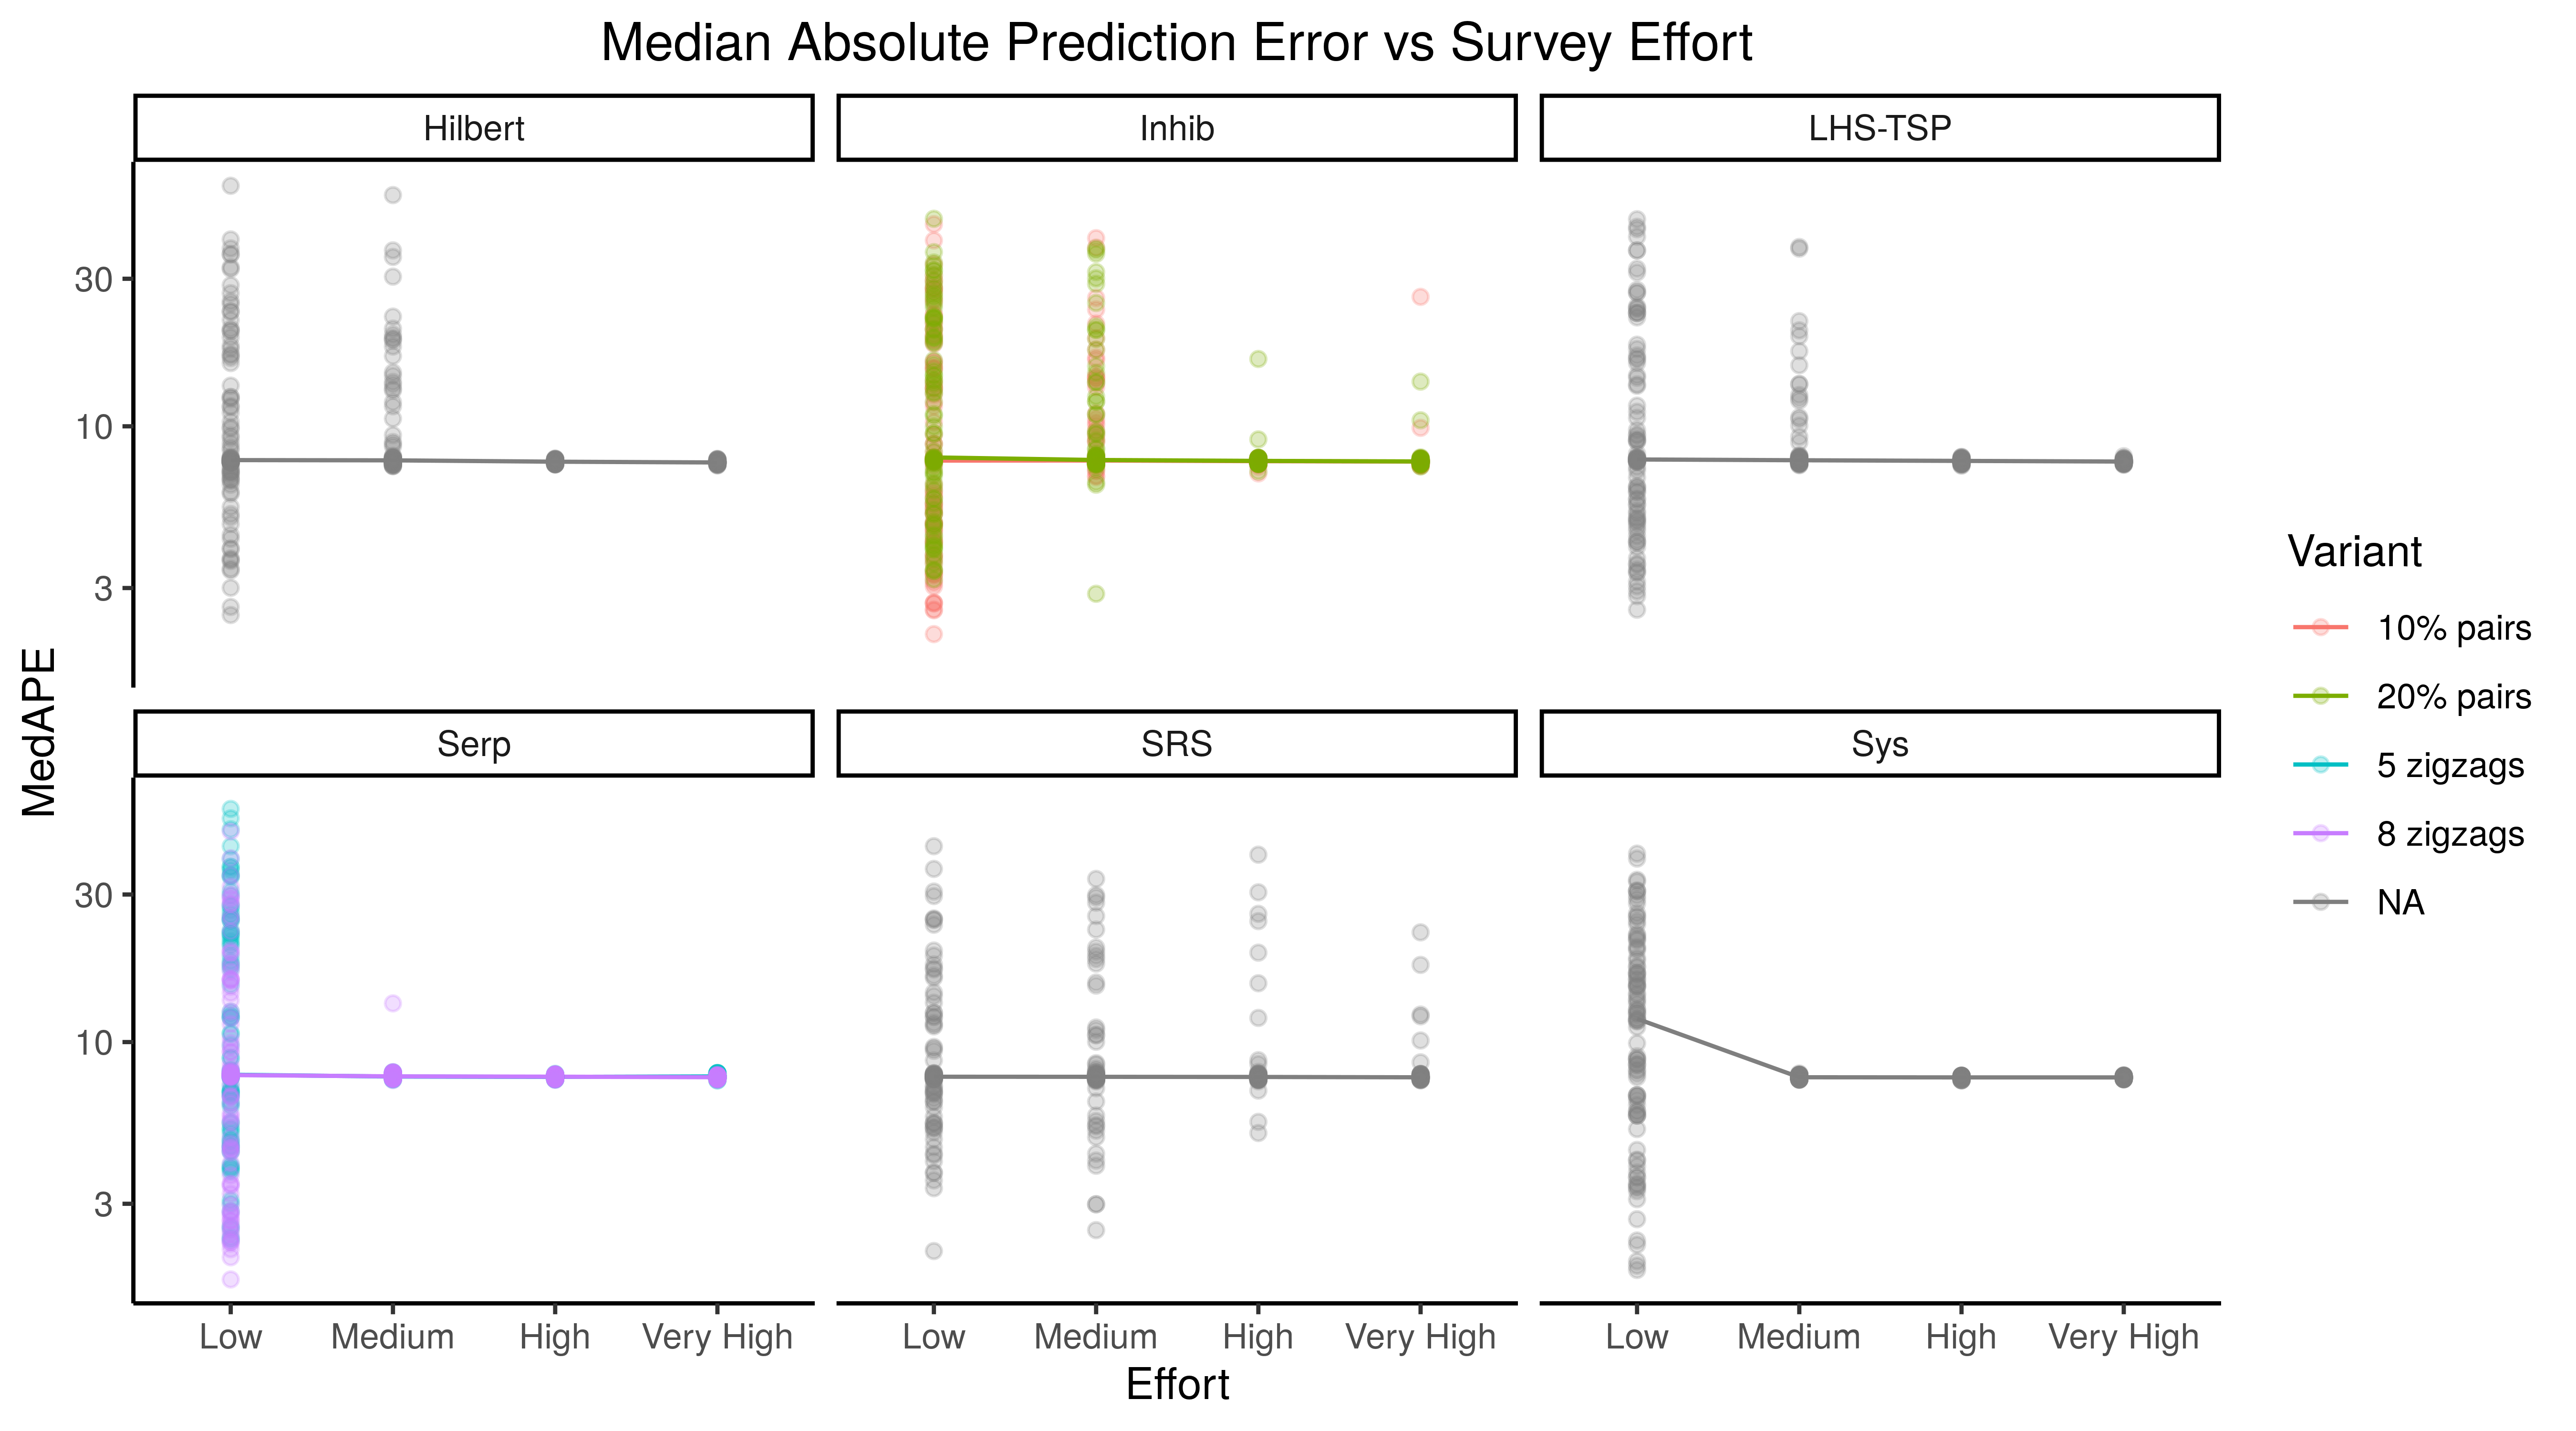 Median Absolute Prediction Error vs Survey Effort
Hilbert
Inhib
LHS-TSP
30
10
3
Serp
SRS
Sys
30
10
3
MedAPE
Low
Medium
High
Very High
Low
Medium
High
Very High
Low
Medium
High
Very High
Effort
Variant
10% pairs
20% pairs
5 zigzags
8 zigzags
NA